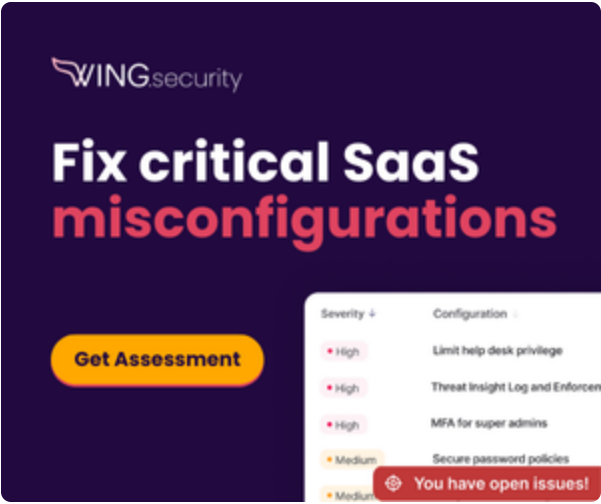 WING.security
Fix critical SaaS
misconfigurations
Get Assessment
Severity ↓ Configuration
High Limit help desk privilege
High Threat Insight Log and Enforcen
High MFA for super admins
Medium Secure password policies
Medium
You have open issues!